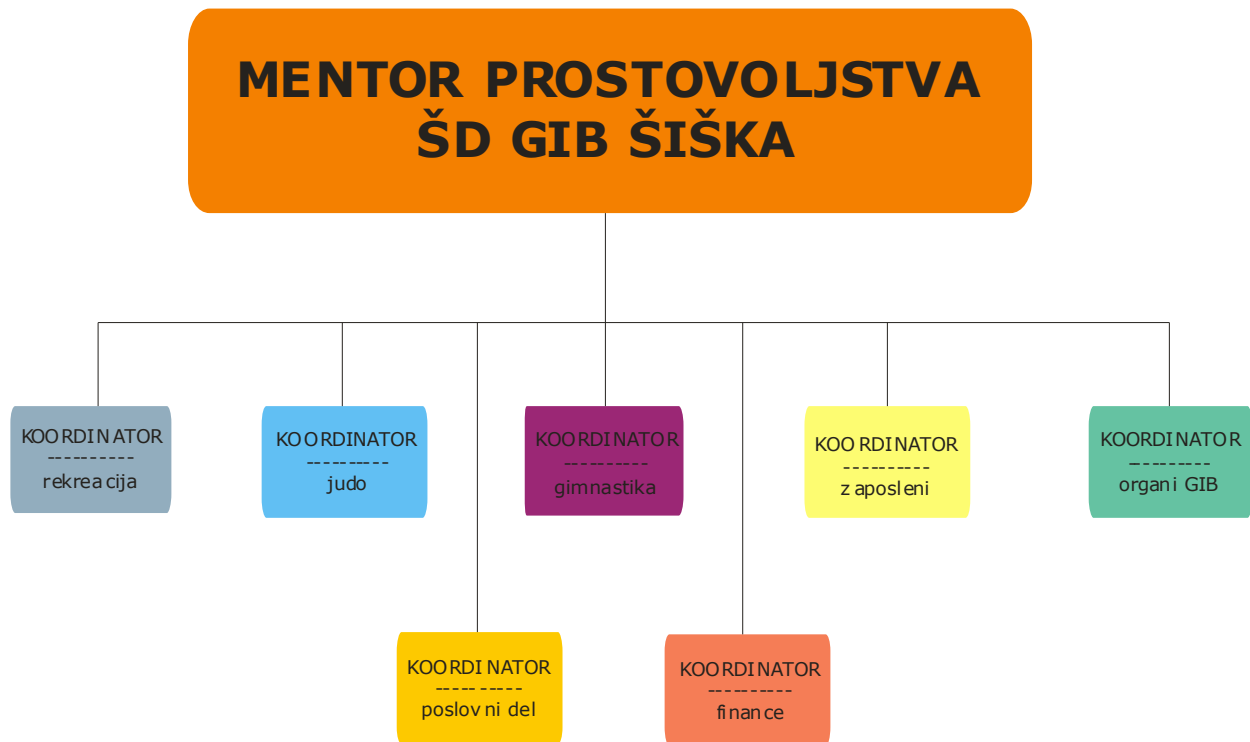 MENTOR PROSTOVOLJSTVA
ŠD GIB ŠIŠKA
KOORDINATOR
----------
rekreacija
KOORDINATOR
----------
judo
KOORDINATOR
----------
gimnastika
KOORDINATOR
----------
zaposleni
KOORDINATOR
----------
organi GIB
KOORDINATOR
----------
poslovni del
KOORDINATOR
----------
finance